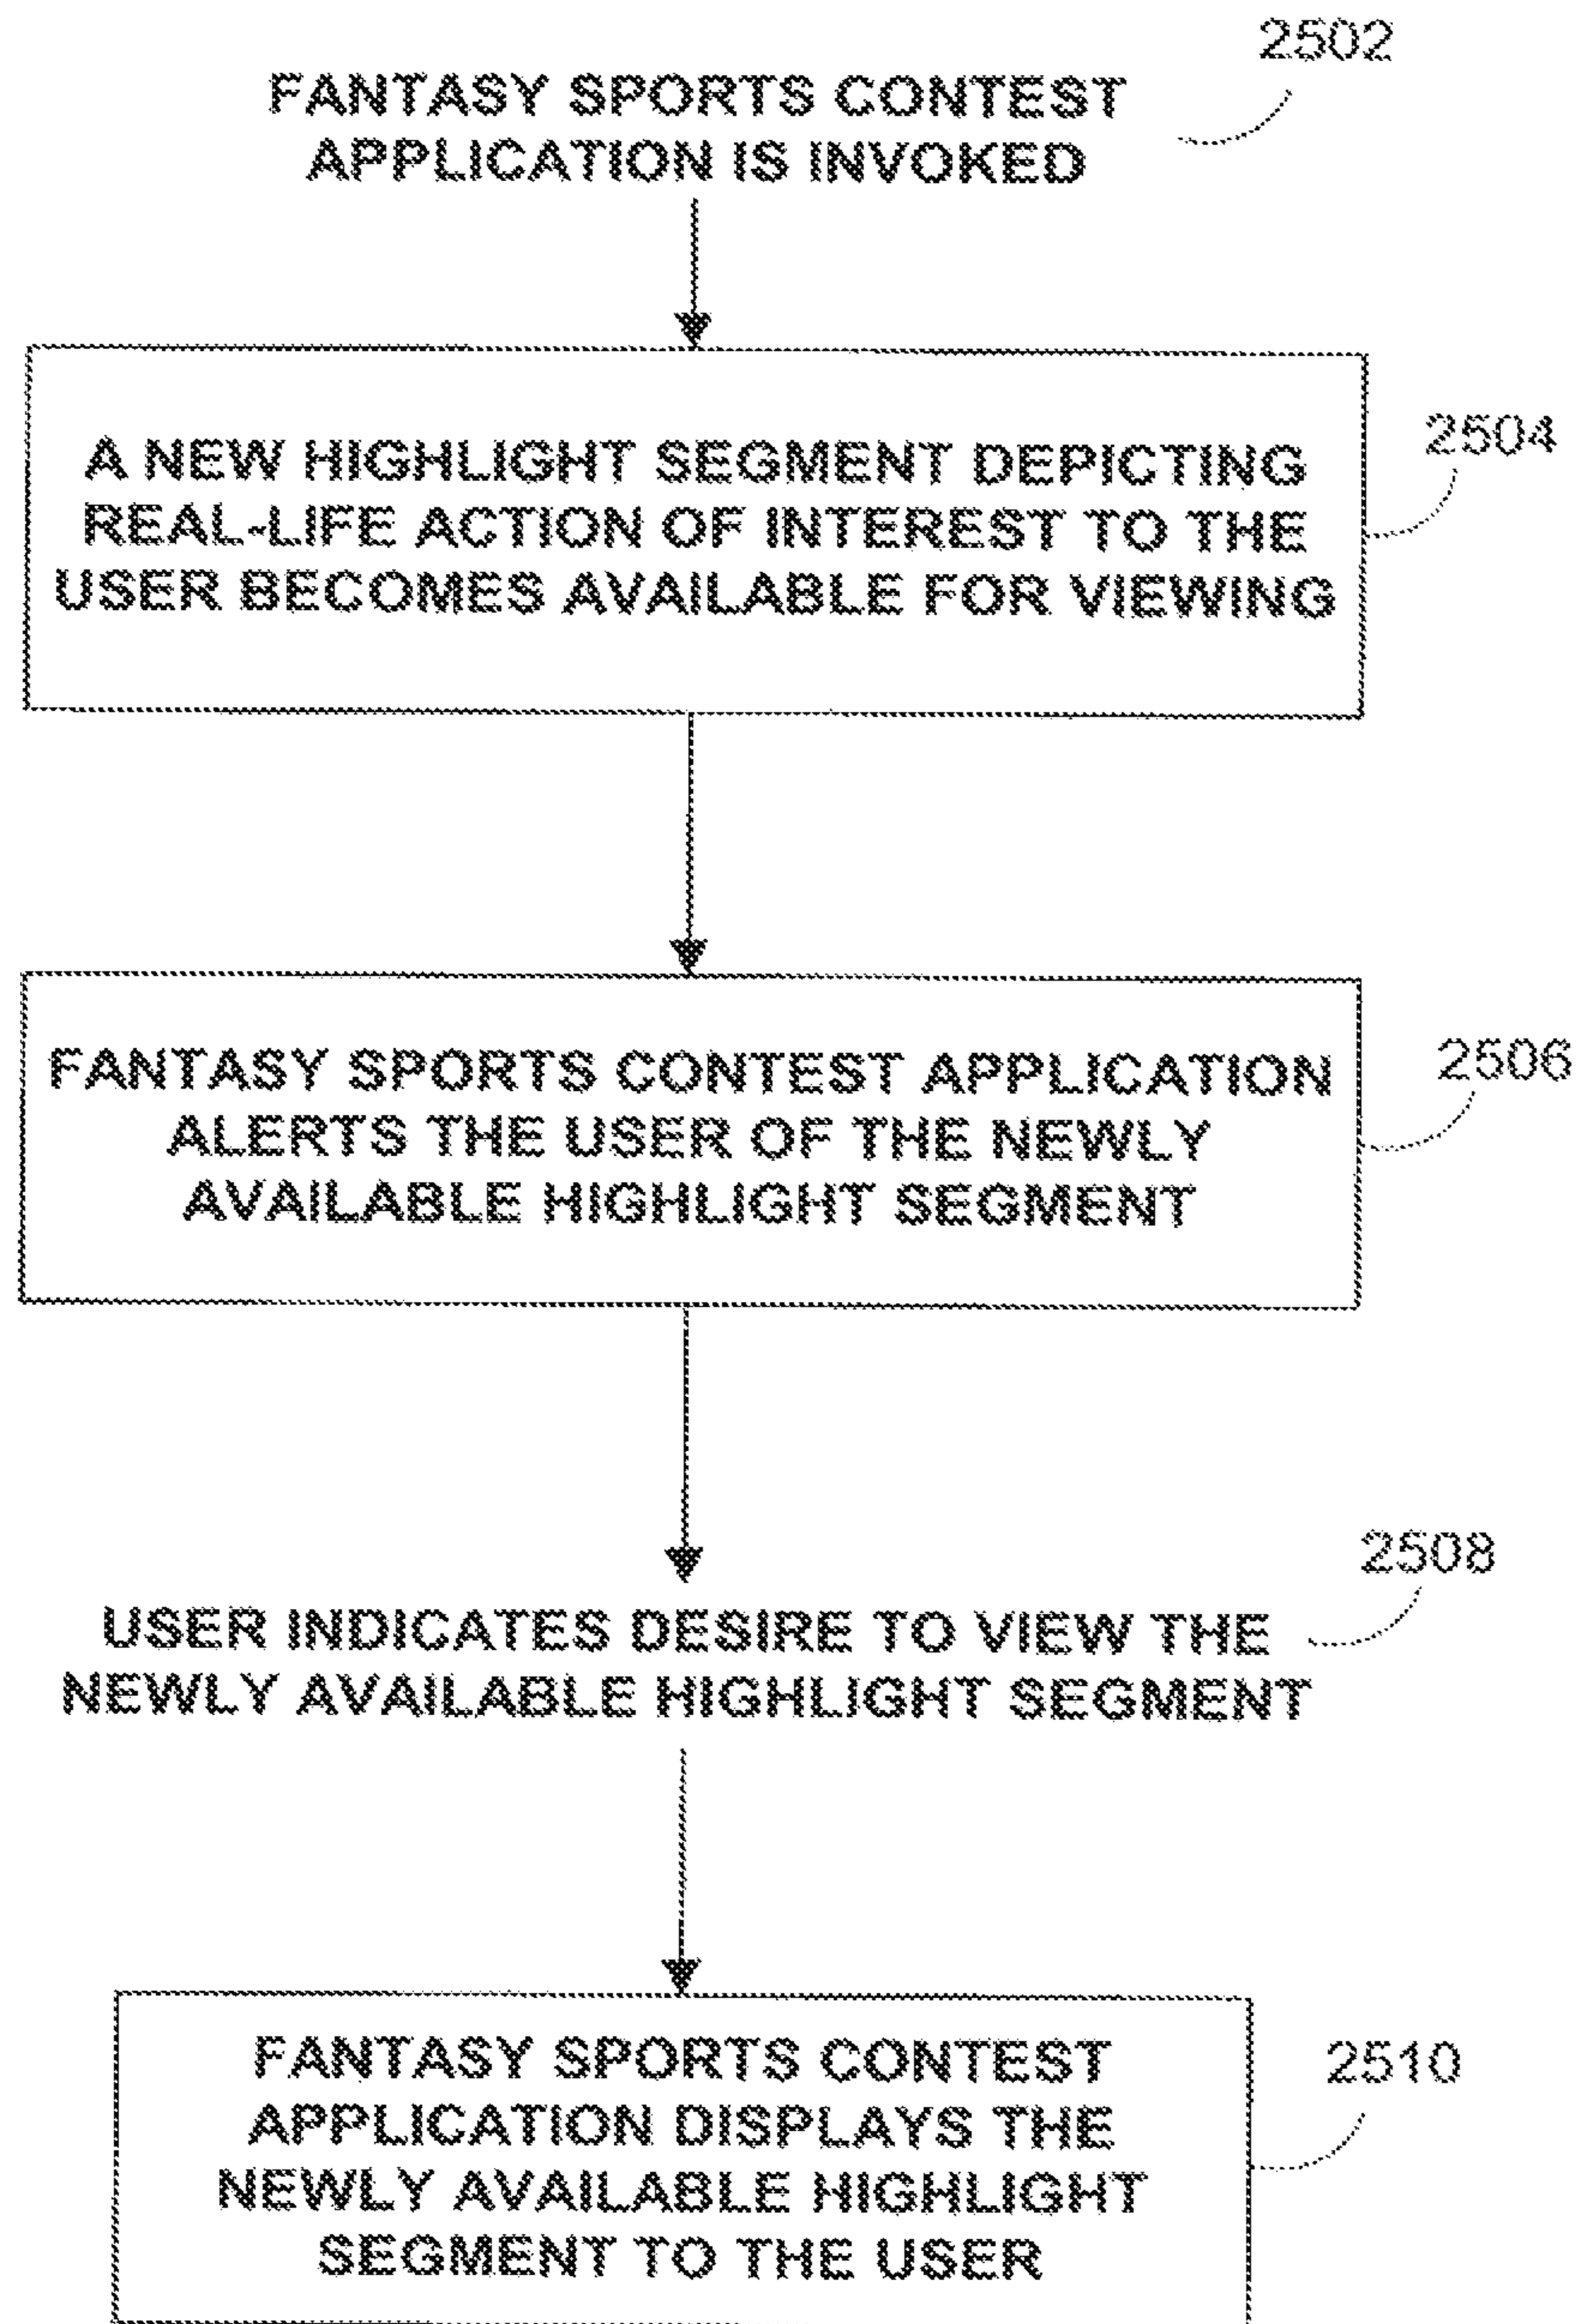 2502
FANTASY SPORTS CONTEST
APPLICATION IS INVOKED
A NEW HIGHLIGHT SEGMENT DEPICTING
2504
REAL-LIFE ACTION OF INTEREST TO THE
USER BECOMES AVAILABLE FOR VIEWING
FANTASY SPORTS CONTEST APPLICATION
2506
ALERTS THE USER OF THE NEWLY
AVAILABLE HIGHLIGHT SEGMENT
2508
USER INDICATES DESIRE TO VIEW THE
NEWLY AVAILABLE HIGHLIGHT SEGMENT
FANTASY SPORTS CONTEST
2510
APPLICATION DISPLAYS THE
NEWLY AVAILABLE HIGHLIGHT
SEGMENT TO THE USER